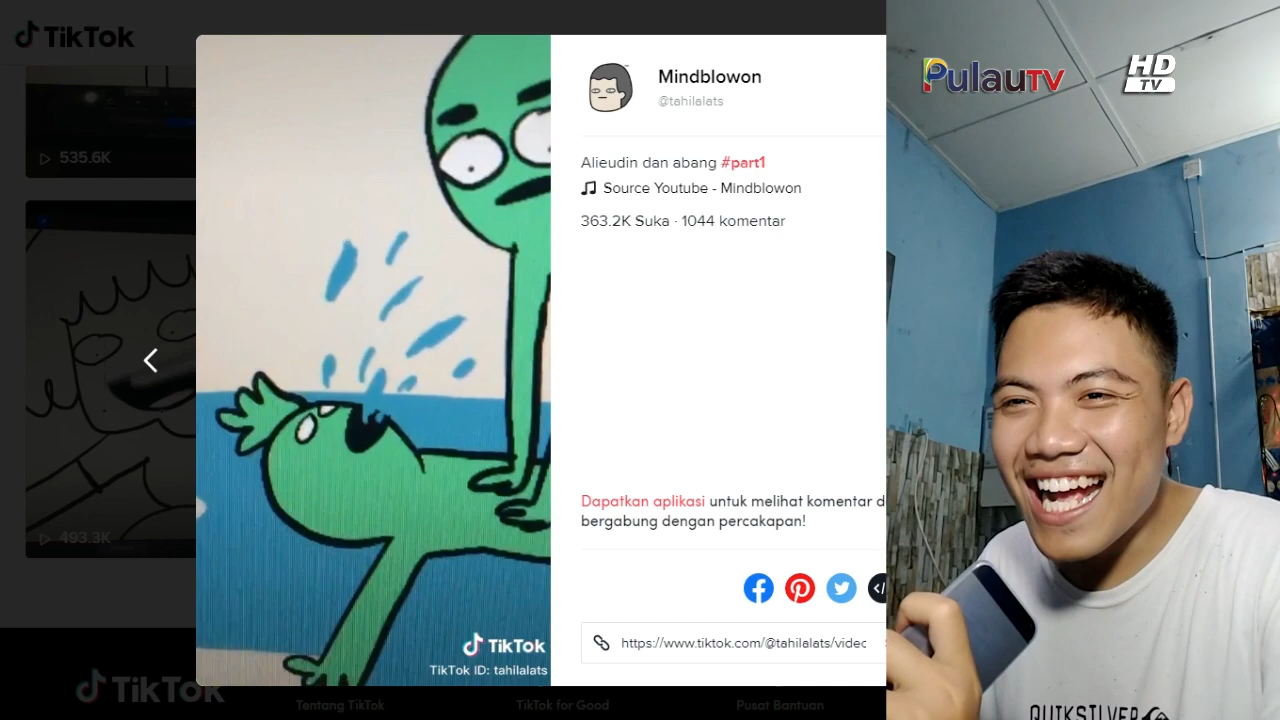 TikTok
535.6K
493.3K
Mindblowon
@tahilalats
Alieudin dan abang #part1
Source Youtube - Mindblowon
363.2K Suka · 1044 komentar
Dapatkan aplikasi untuk melihat komentar d
bergabung dengan percakapan!
https://www.tiktok.com/@tahilalats/videc
TikTok
TikTok ID: tahilalats
TikTok
Tentang TikTok
TikTok for Good
Pusat Bantuan
PulauTV
HD
TV
QUIKSILVER